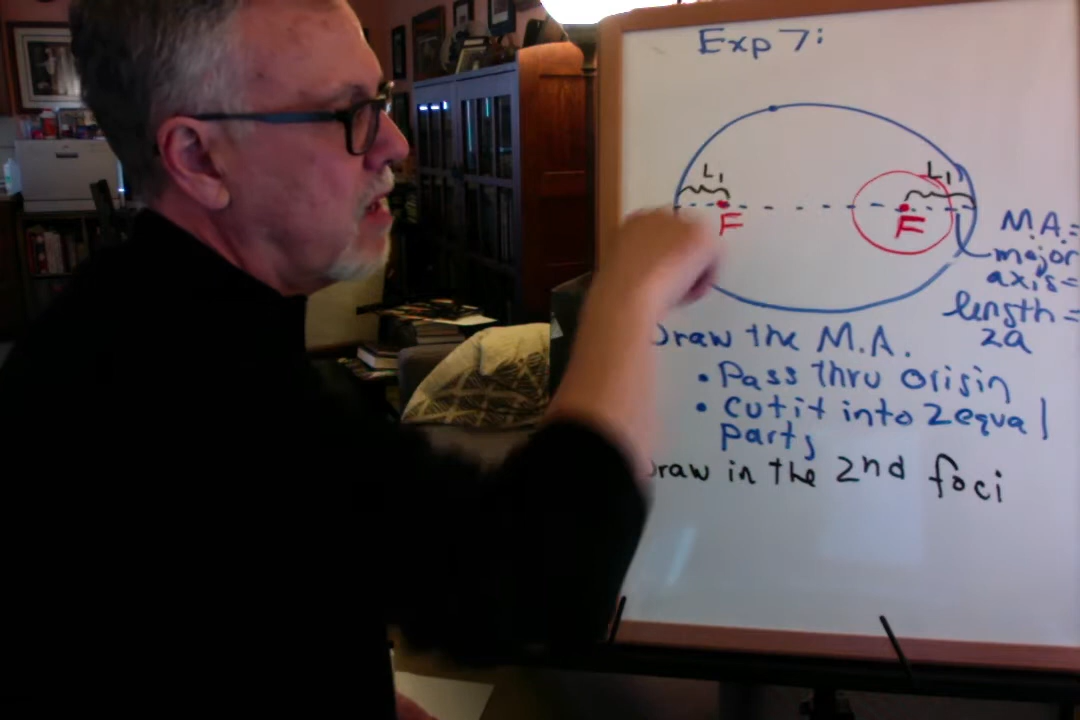 Exp 7:
L₁
L₁
F
F
M.A.=
major
axis=
length=
2a
Draw the M.A.
• Pass thru origin
• Cut it into 2 equal
parts
Draw in the 2nd foci